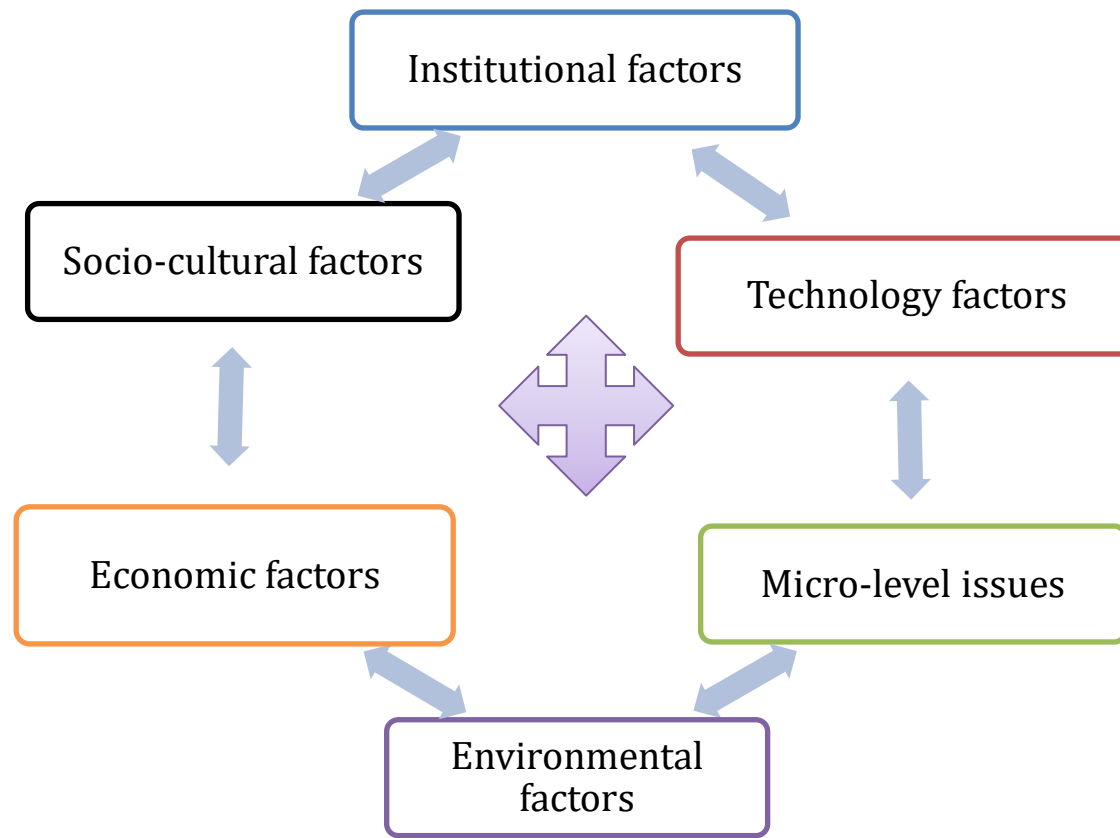 Institutional factors
Socio-cultural factors
Technology factors
Economic factors
Micro-level issues
Environmental
factors